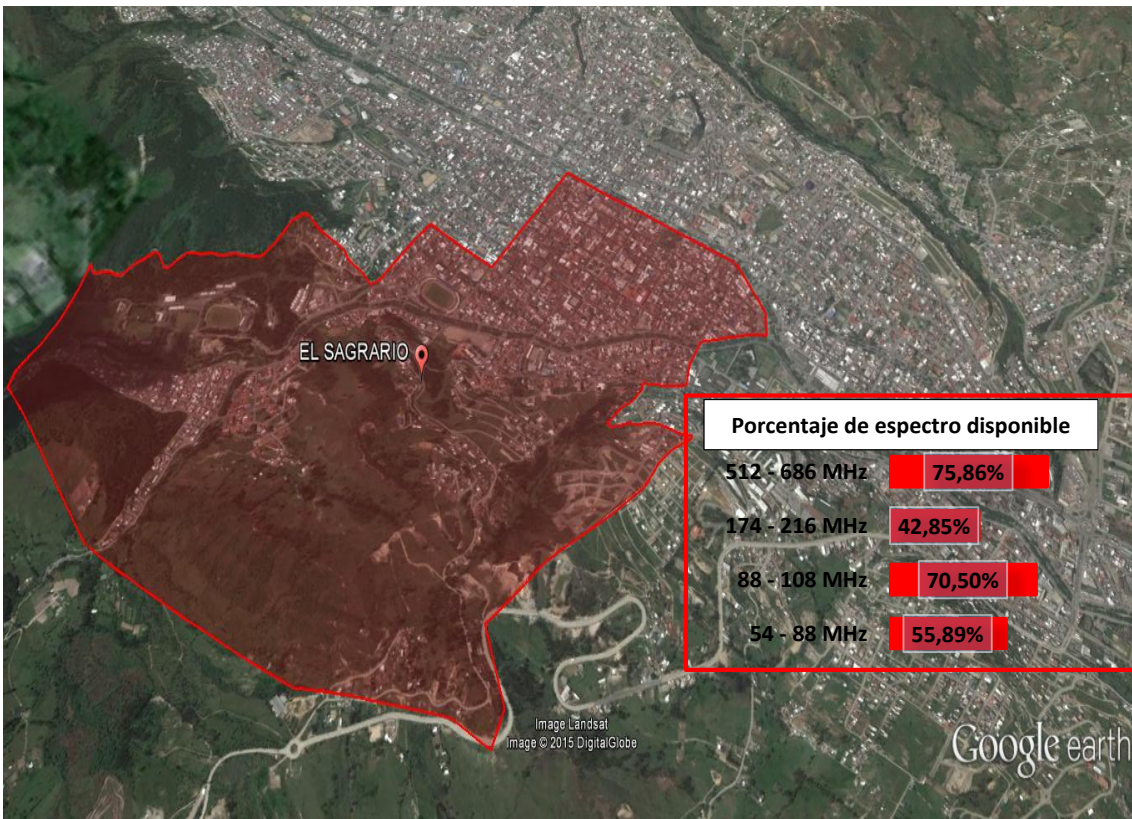 EL SAGRARIO
Porcentaje de espectro disponible
512 - 686 MHz 75,86%
174 - 216 MHz 42,85%
88 - 108 MHz 70,50%
54 - 88 MHz 55,89%
Image Landsat
Image © 2015 DigitalGlobe
Google earth